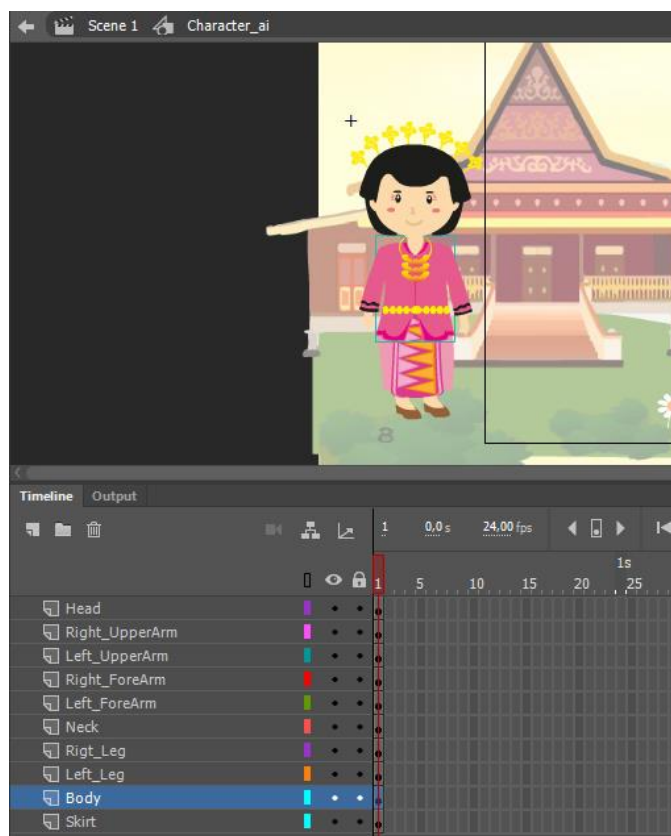 Scene 1 Character_ai
8
Timeline Output
1 0,0 s 24,00 fps
1s
1 5 10 15 20 25
Head
Right_UpperArm
Left_UpperArm
Right_ForeArm
Left_ForeArm
Neck
Rigt_Leg
Left_Leg
Body
Skirt